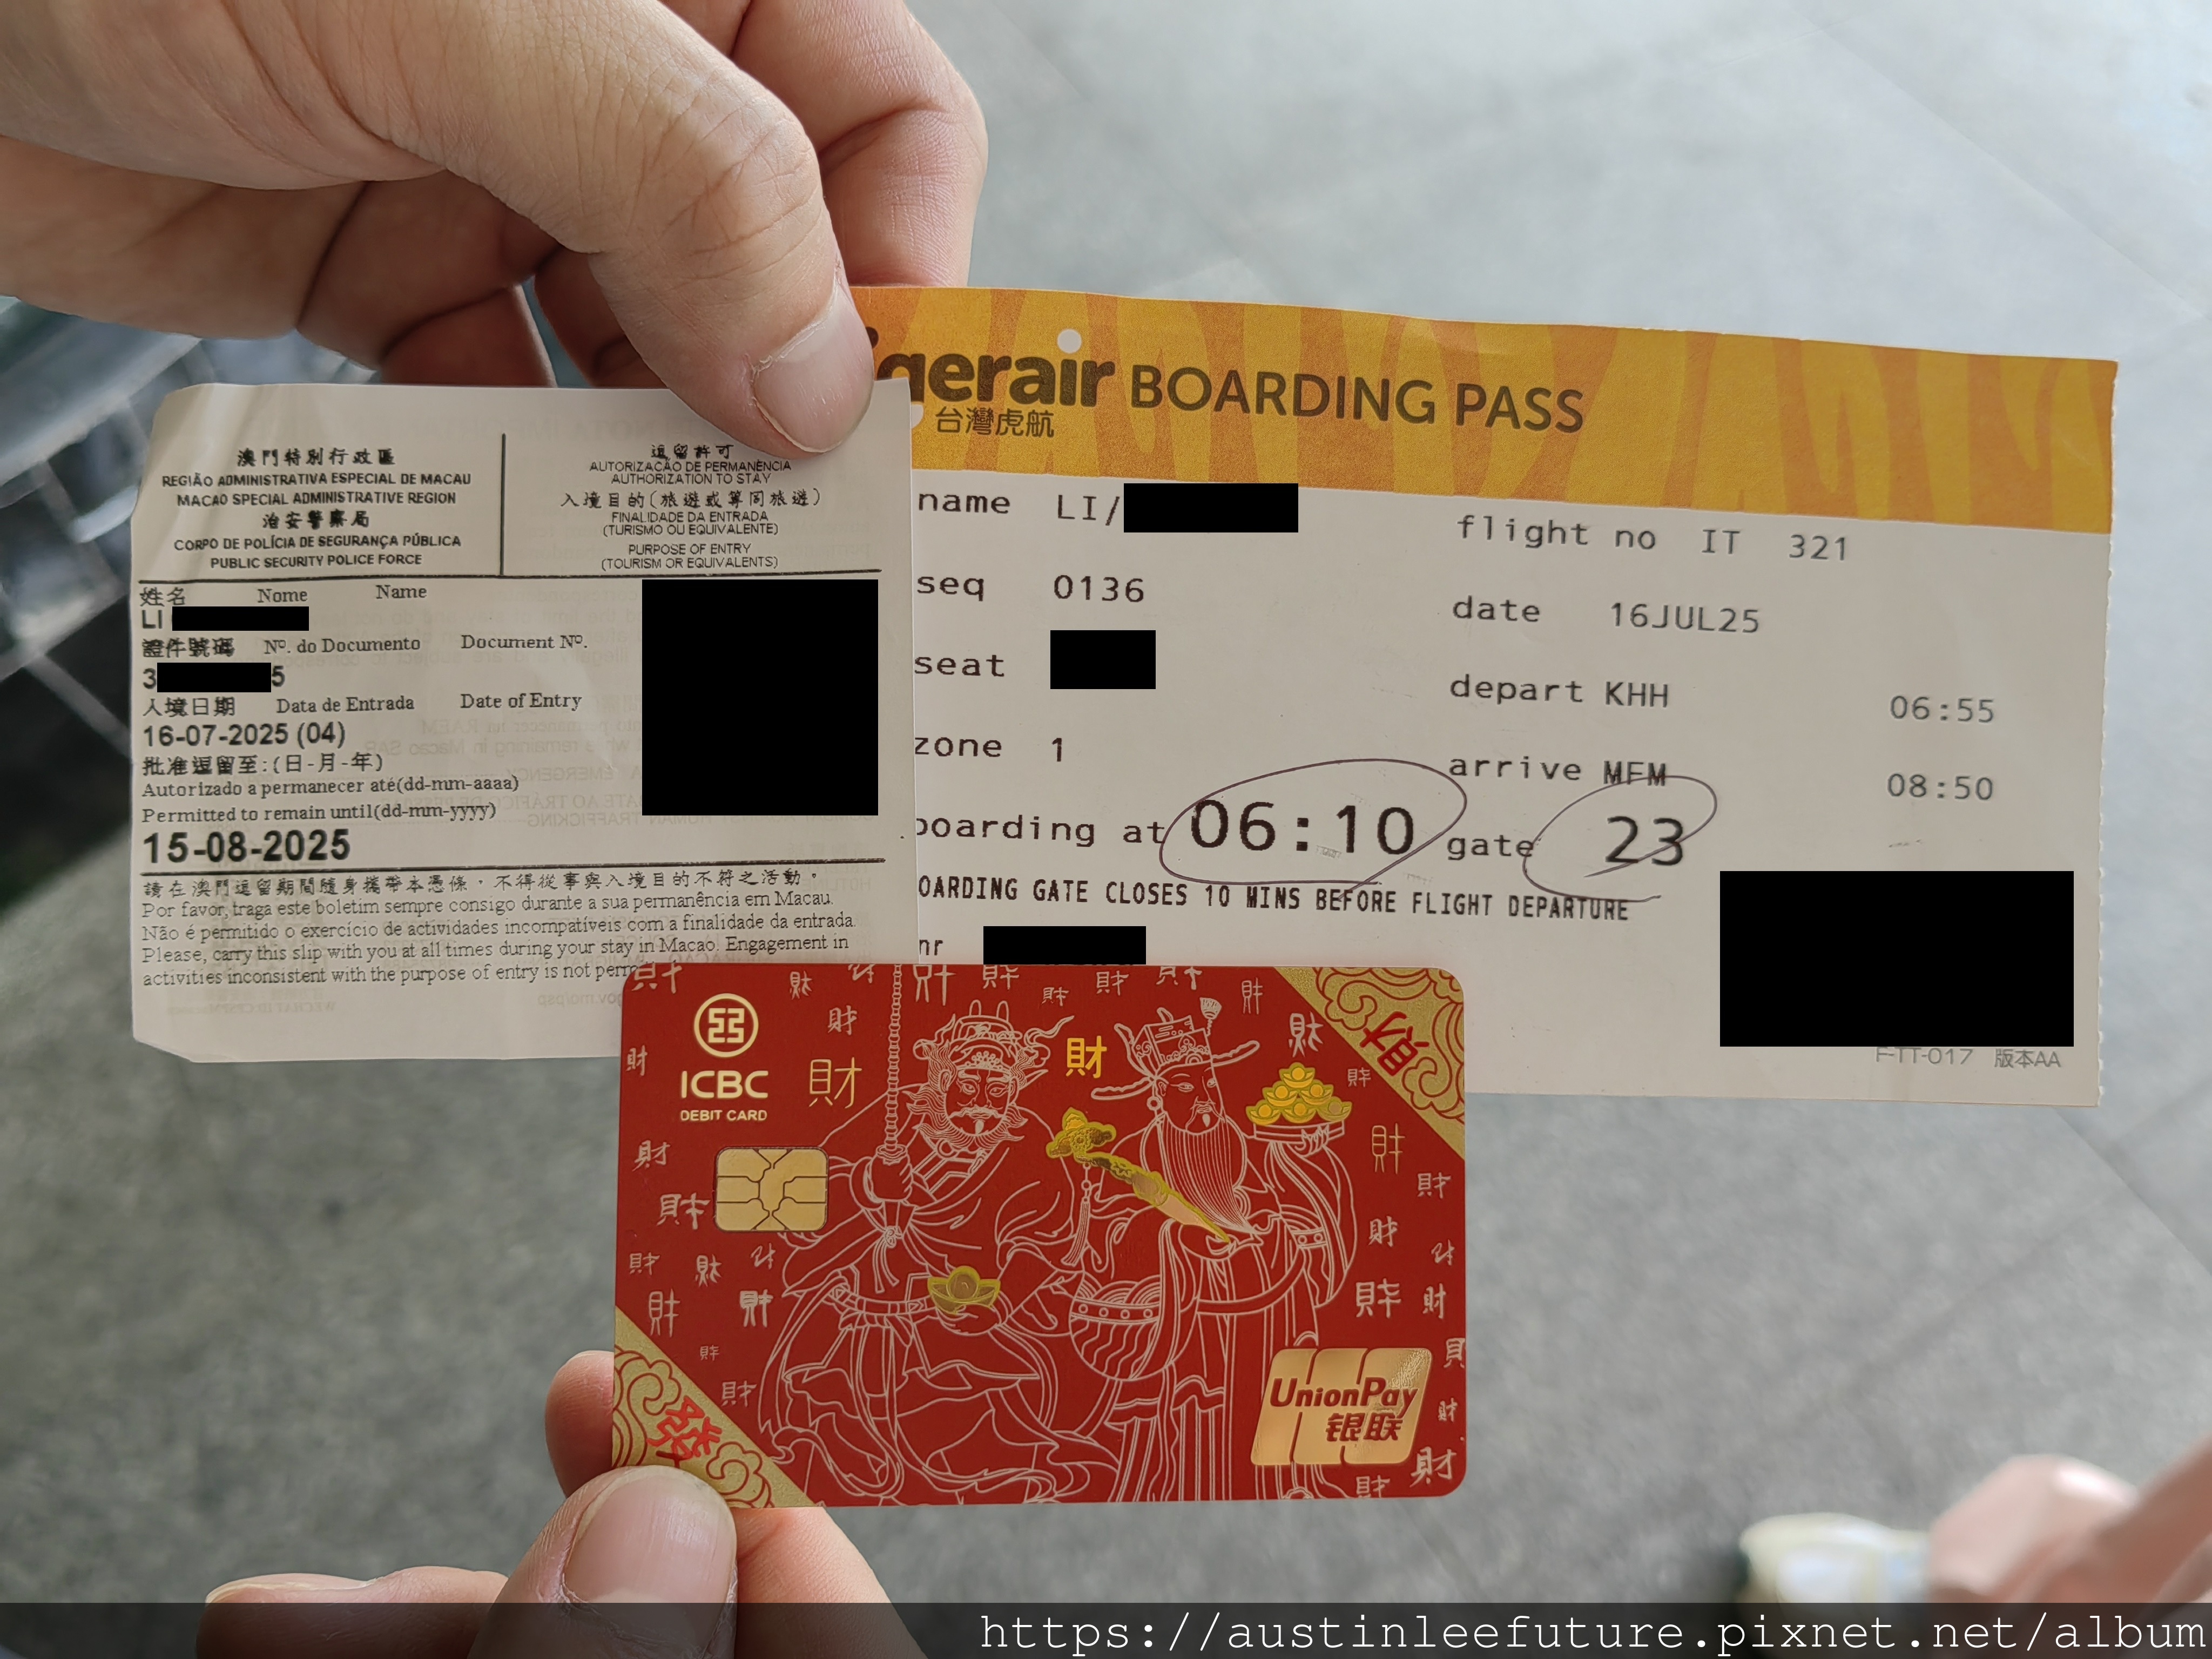 澳門特別行政區
REGIÃO ADMINISTRATIVA ESPECIAL DE MACAU
MACAO SPECIAL ADMINISTRATIVE REGION
治安警察局
CORPO DE POLÍCIA DE SEGURANÇA PÚBLICA
PUBLIC SECURITY POLICE FORCE
逗留許可
AUTORIZAÇÃO DE PERMANÊNCIA
AUTHORIZATION TO STAY
入境目的(旅遊或等同旅遊)
FINALIDADE DA ENTRADA
(TURISMO OU EQUIVALENTE)
PURPOSE OF ENTRY
(TOURISM OR EQUIVALENTS)
姓名 Nome Name
LI
證件號碼 Nº. do Documento Document Nº.
3 5
入境日期 Data de Entrada Date of Entry
16-07-2025 (04)
批准逗留至:(日-月-年)
Autorizado a permanecer até(dd-mm-aaaa)
Permitted to remain until(dd-mm-yyyy)
15-08-2025
請在澳門逗留期間隨身攜帶本憑條，不得從事與入境目的不符之活動。
Por favor, traga este boletim sempre consigo durante a sua permanência em Macau.
Não é permitido o exercício de actividades incompatíveis com a finalidade da entrada.
Please, carry this slip with you at all times during your stay in Macao. Engagement in
activities inconsistent with the purpose of entry is not perm
igerair BOARDING PASS
台灣虎航
name LI/
flight no IT 321
seq 0136
date 16JUL25
seat
depart KHH 06:55
zone 1
arrive MFM 08:50
boarding at 06:10 gate 23
OARDING GATE CLOSES 10 MINS BEFORE FLIGHT DEPARTURE
nr
F-TT-017 版本AA
ICBC
DEBIT CARD
財
財
財
發
UnionPay
银联
https://austinleefuture.pixnet.net/album